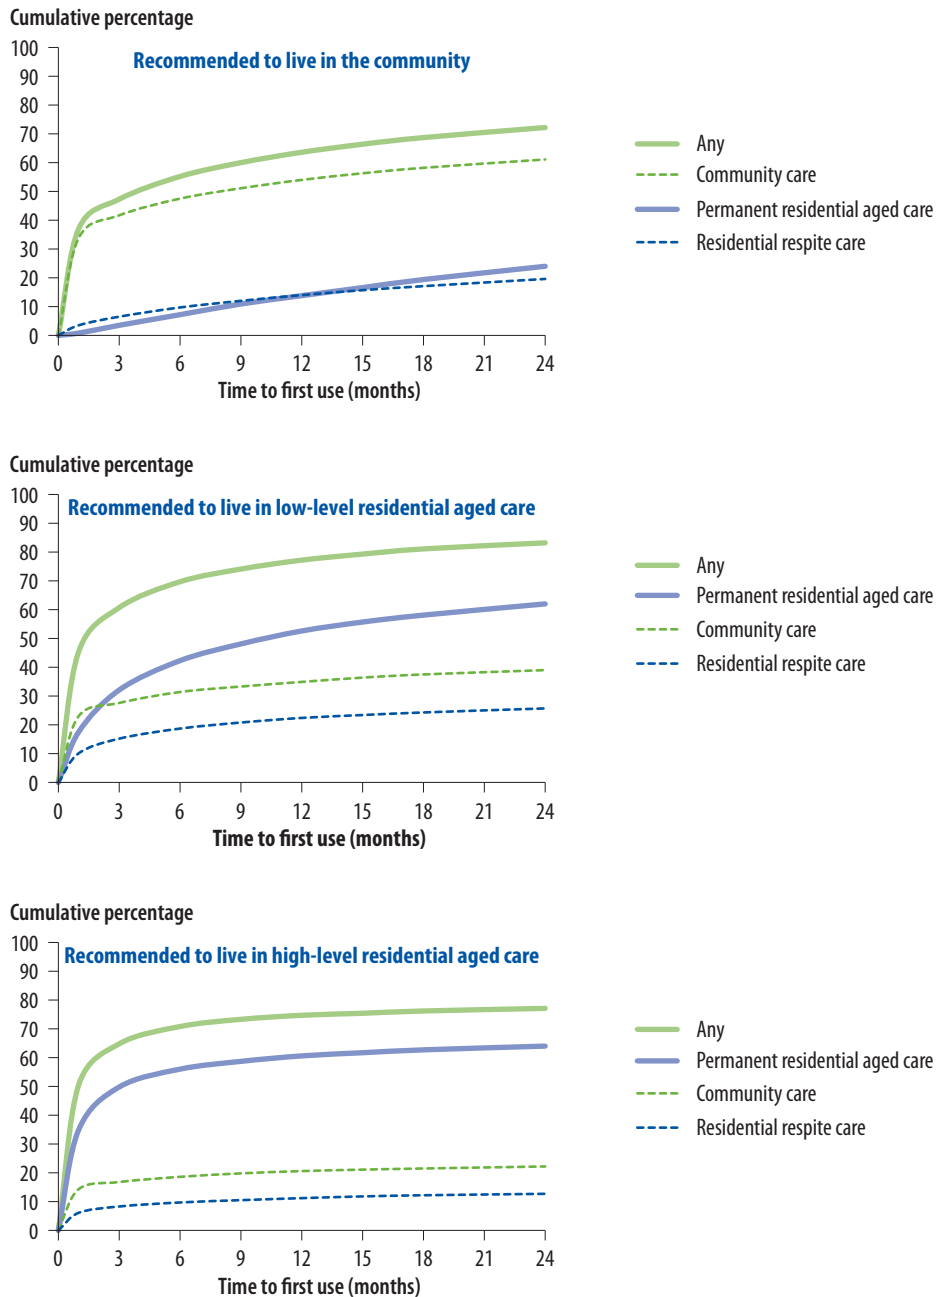 Cumulative percentage
Recommended to live in the community
100
90
80
70
60
50
40
30
20
10
0
0 3 6 9 12 15 18 21 24
Time to first use (months)
Any
Community care
Permanent residential aged care
Residential respite care
Cumulative percentage
Recommended to live in low-level residential aged care
100
90
80
70
60
50
40
30
20
10
0
0 3 6 9 12 15 18 21 24
Time to first use (months)
Any
Permanent residential aged care
Community care
Residential respite care
Cumulative percentage
Recommended to live in high-level residential aged care
100
90
80
70
60
50
40
30
20
10
0
0 3 6 9 12 15 18 21 24
Time to first use (months)
Any
Permanent residential aged care
Community care
Residential respite care